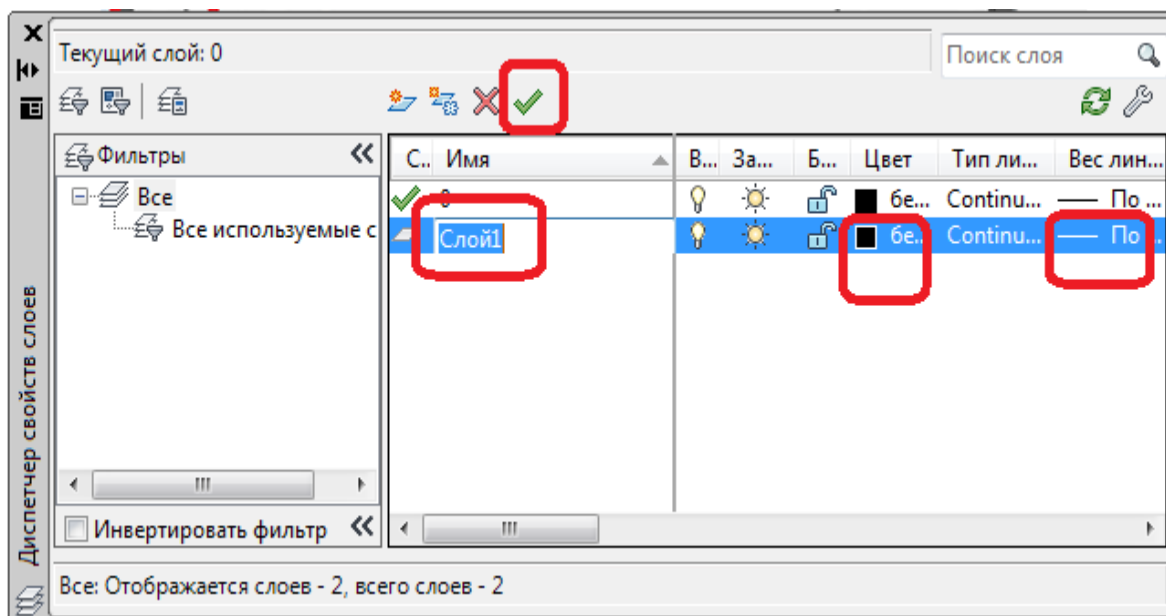 Текущий слой: 0
Поиск слоя
Фильтры
С.. Имя В... За... Б... Цвет Тип ли... Вес лин...
Все
0 бе... Continu... По ...
Все используемые с
Слой1 бе... Continu... По ...
Инвертировать фильтр
Все: Отображается слоев - 2, всего слоев - 2
Диспетчер свойств слоев